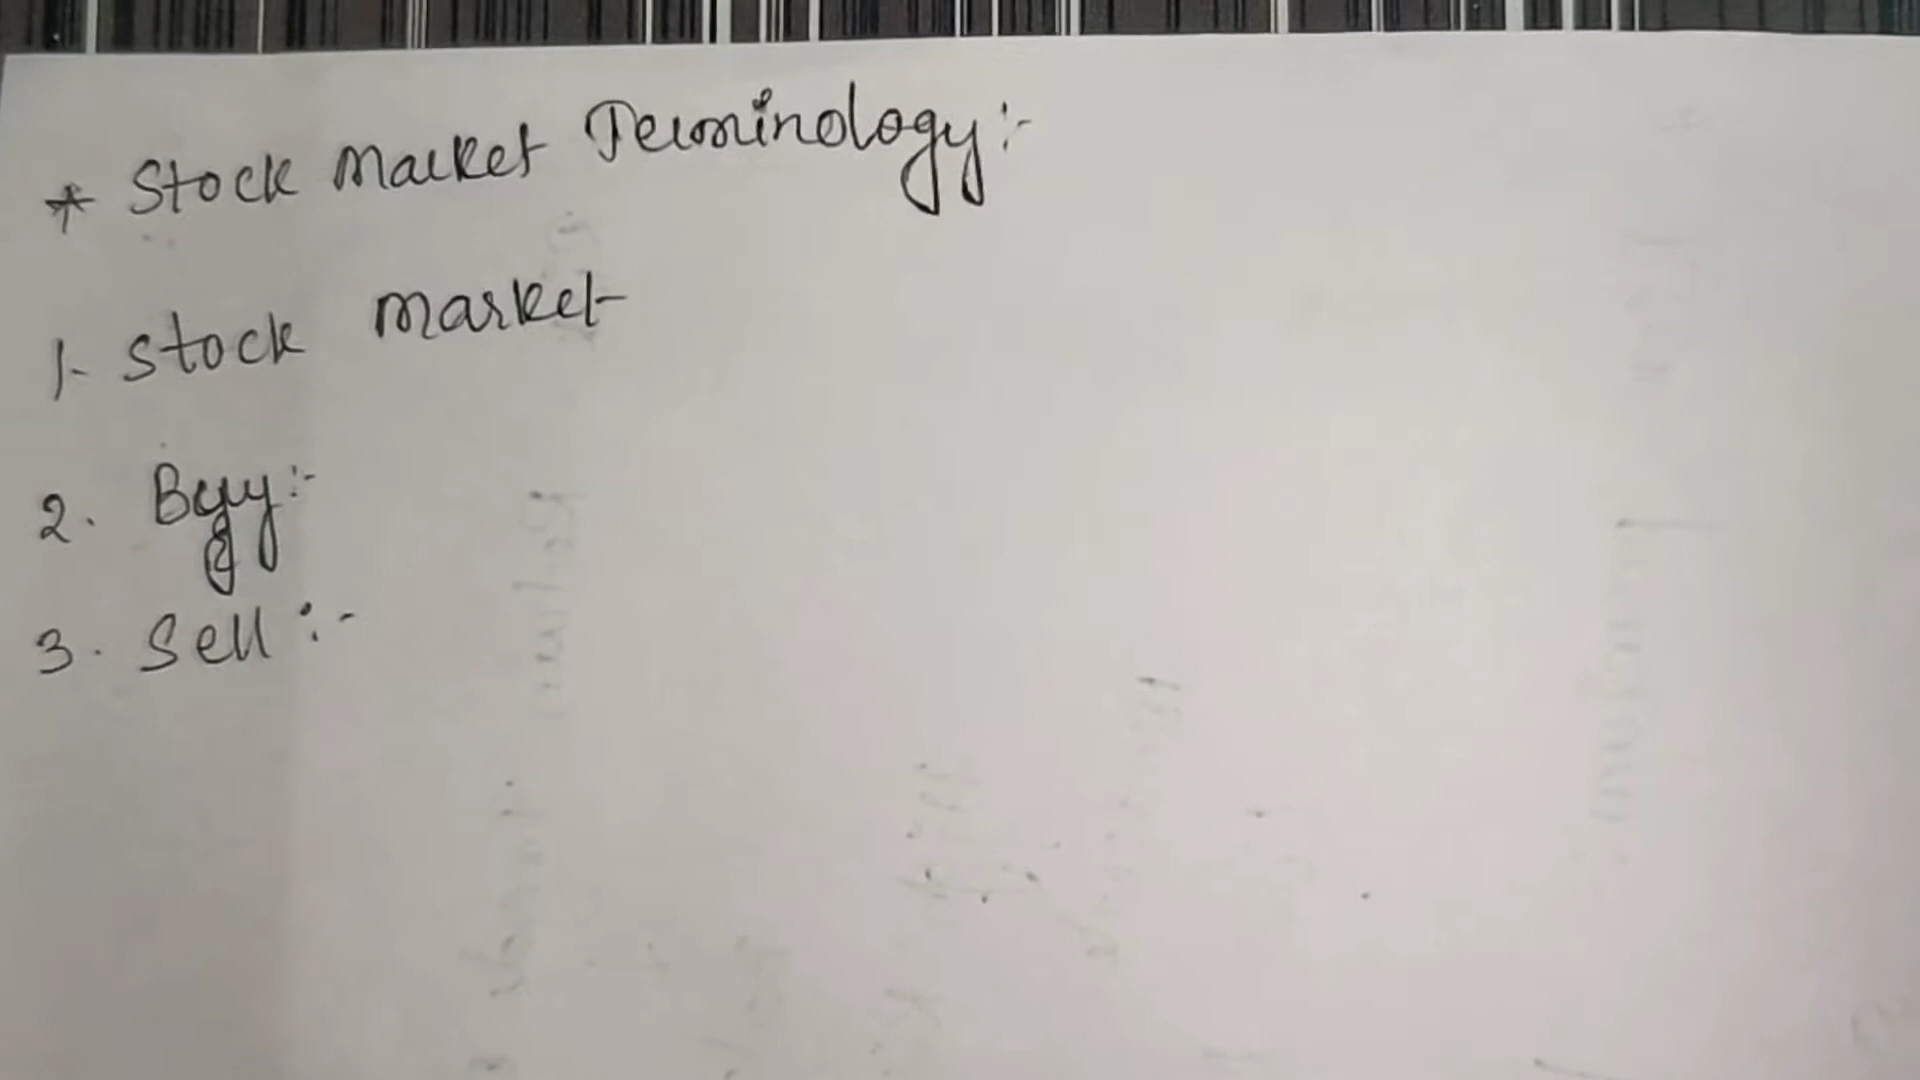 * Stock Market Terminology:-
1- Stock market
2. Buy:-
3. Sell:-